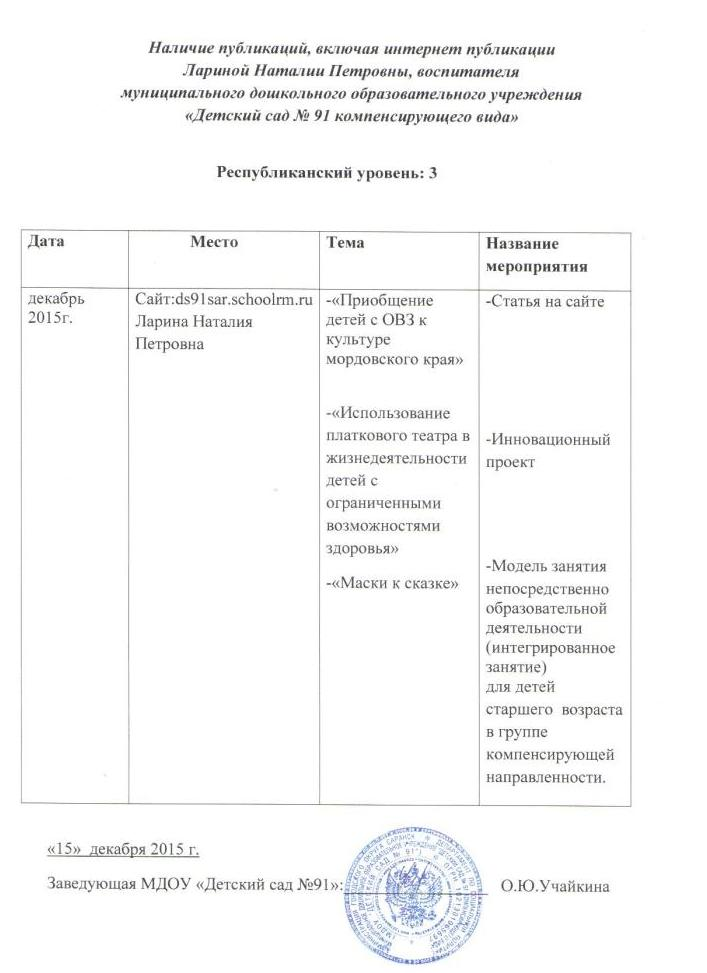 Наличие публикаций, включая интернет публикации
Лариной Наталии Петровны, воспитателя
муниципального дошкольного образовательного учреждения
«Детский сад № 91 компенсирующего вида»
Республиканский уровень: 3
Дата
Место
Тема
Название
мероприятия
декабрь
2015г.
Сайт:ds91sar.schoolrm.ru
Ларина Наталия
Петровна
-«Приобщение
детей с ОВЗ к
культуре
мордовского края»
-«Использование
платкового театра в
жизнедеятельности
детей с
ограниченными
возможностями
здоровья»
-«Маски к сказке»
-Статья на сайте
-Инновационный
проект
-Модель занятия
непосредственно
образовательной
деятельности
(интегрированное
занятие)
для детей
старшего возраста
в группе
компенсирующей
направленности.
«15» декабря 2015 г.
Заведующая МДОУ «Детский сад №91»:
О.Ю.Учайкина